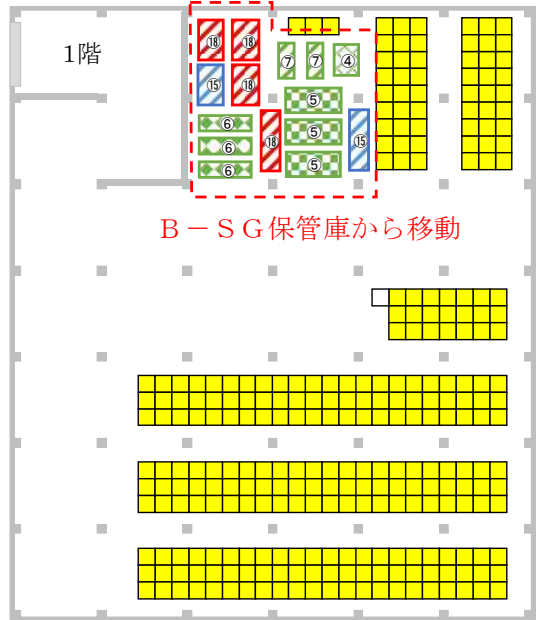 1階
⑱ ⑱
⑦ ⑦ ④
⑮ ⑱
⑤
⑥ ⑱ ⑤ ⑮
⑥
⑥ ⑤
B－SG保管庫から移動